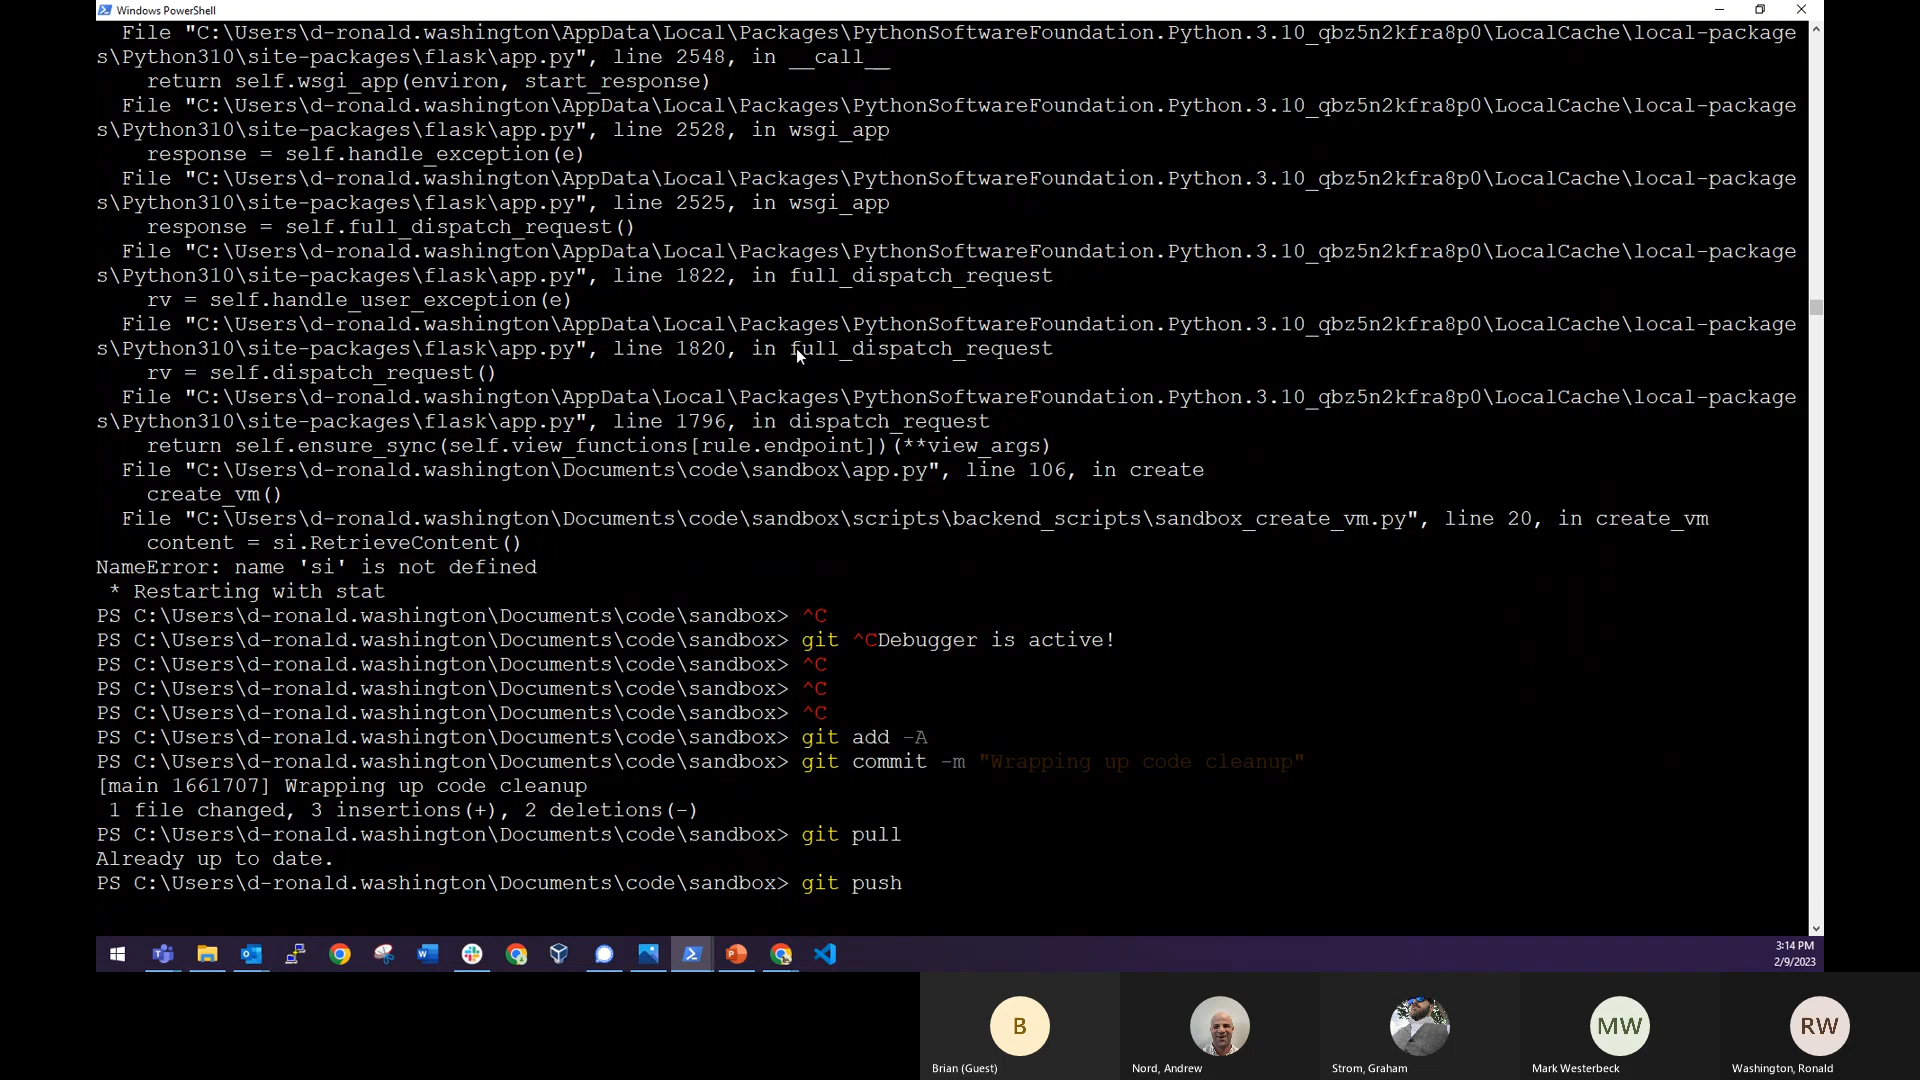 Windows PowerShell
File "C:\Users\d-ronald.washington\AppData\Local\Packages\PythonSoftwareFoundation.Python.3.10_qbz5n2kfra8p0\LocalCache\local-package
s\Python310\site-packages\flask\app.py", line 2548, in __call__
return self.wsgi_app(environ, start_response)
File "C:\Users\d-ronald.washington\AppData\Local\Packages\PythonSoftwareFoundation.Python.3.10_qbz5n2kfra8p0\LocalCache\local-package
s\Python310\site-packages\flask\app.py", line 2528, in wsgi_app
response = self.handle_exception(e)
File "C:\Users\d-ronald.washington\AppData\Local\Packages\PythonSoftwareFoundation.Python.3.10_qbz5n2kfra8p0\LocalCache\local-package
s\Python310\site-packages\flask\app.py", line 2525, in wsgi_app
response = self.full_dispatch_request()
File "C:\Users\d-ronald.washington\AppData\Local\Packages\PythonSoftwareFoundation.Python.3.10_qbz5n2kfra8p0\LocalCache\local-package
s\Python310\site-packages\flask\app.py", line 1822, in full_dispatch_request
rv = self.handle_user_exception(e)
File "C:\Users\d-ronald.washington\AppData\Local\Packages\PythonSoftwareFoundation.Python.3.10_qbz5n2kfra8p0\LocalCache\local-package
s\Python310\site-packages\flask\app.py", line 1820, in full_dispatch_request
rv = self.dispatch_request()
File "C:\Users\d-ronald.washington\AppData\Local\Packages\PythonSoftwareFoundation.Python.3.10_qbz5n2kfra8p0\LocalCache\local-package
s\Python310\site-packages\flask\app.py", line 1796, in dispatch_request
return self.ensure_sync(self.view_functions[rule.endpoint])(**view_args)
File "C:\Users\d-ronald.washington\Documents\code\sandbox\app.py", line 106, in create
create_vm()
File "C:\Users\d-ronald.washington\Documents\code\sandbox\scripts\backend_scripts\sandbox_create_vm.py", line 20, in create_vm
content = si.RetrieveContent()
NameError: name 'si' is not defined
* Restarting with stat
PS C:\Users\d-ronald.washington\Documents\code\sandbox> ^C
PS C:\Users\d-ronald.washington\Documents\code\sandbox> git ^CDebugger is active!
PS C:\Users\d-ronald.washington\Documents\code\sandbox> ^C
PS C:\Users\d-ronald.washington\Documents\code\sandbox> ^C
PS C:\Users\d-ronald.washington\Documents\code\sandbox> ^C
PS C:\Users\d-ronald.washington\Documents\code\sandbox> git add -A
PS C:\Users\d-ronald.washington\Documents\code\sandbox> git commit -m "Wrapping up code cleanup"
[main 1661707] Wrapping up code cleanup
1 file changed, 3 insertions(+), 2 deletions(-)
PS C:\Users\d-ronald.washington\Documents\code\sandbox> git pull
Already up to date.
PS C:\Users\d-ronald.washington\Documents\code\sandbox> git push
3:14 PM
2/9/2023
B
MW
RW
Brian (Guest)
Nord, Andrew
Strom, Graham
Mark Westerbeck
Washington, Ronald